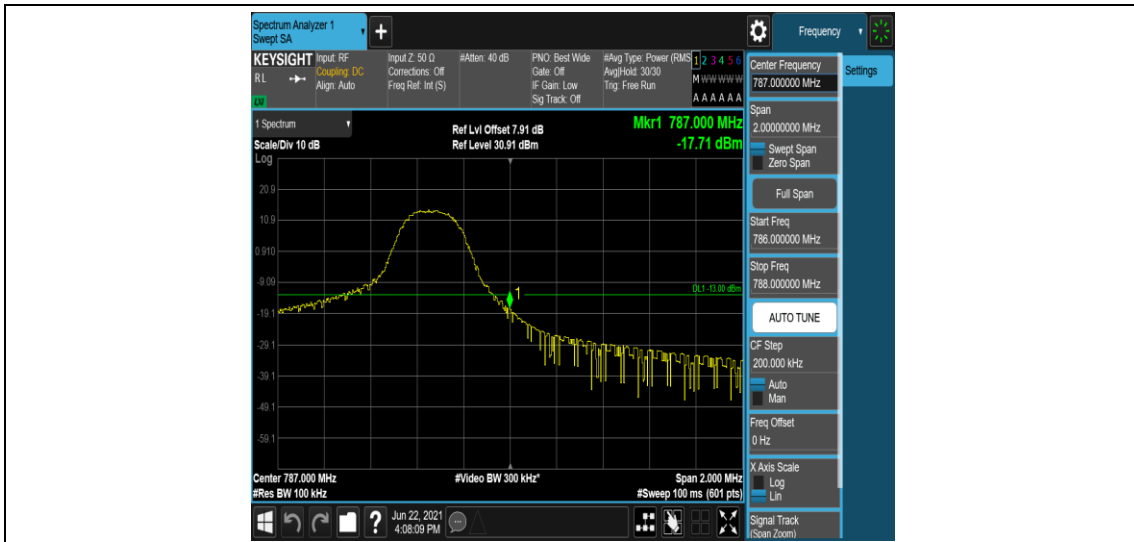 Spectrum Analyzer 1
Swept SA
Frequency
KEYSIGHT
RL
LXI
Input: RF
Coupling: DC
Align: Auto
Input Z: 50 Ω
Corrections: Off
Freq Ref: Int (S)
#Atten: 40 dB
PNO: Best Wide
Gate: Off
IF Gain: Low
Sig Track: Off
#Avg Type: Power (RMS
Avg|Hold: 30/30
Trig: Free Run
1 2 3 4 5 6
M W W W W W
A A A A A A
1 Spectrum
Scale/Div 10 dB
Ref Lvl Offset 7.91 dB
Ref Level 30.91 dBm
Mkr1 787.000 MHz
-17.71 dBm
Log
20.9
10.9
0.910
-9.09
-19.1
-29.1
-39.1
-49.1
-59.1
DL1 -13.00 dBm
1
Center 787.000 MHz
#Res BW 100 kHz
#Video BW 300 kHz*
Span 2.000 MHz
#Sweep 100 ms (601 pts)
Jun 22, 2021
4:08:09 PM
Center Frequency
787.000000 MHz
Settings
Span
2.00000000 MHz
Swept Span
Zero Span
Full Span
Start Freq
786.000000 MHz
Stop Freq
788.000000 MHz
AUTO TUNE
CF Step
200.000 kHz
Auto
Man
Freq Offset
0 Hz
X Axis Scale
Log
Lin
Signal Track
(Span Zoom)